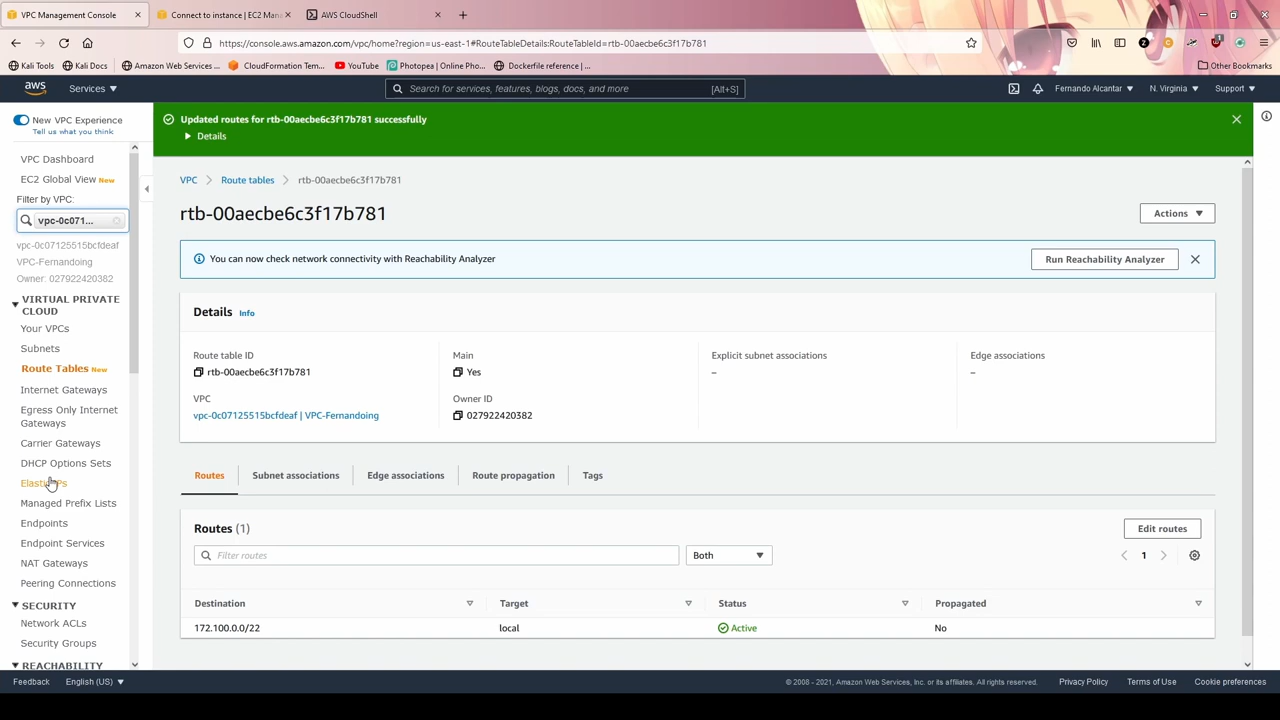 VPC Management Console
Connect to instance | EC2 Mana
AWS CloudShell
https://console.aws.amazon.com/vpc/home?region=us-east-1#RouteTableDetails:RouteTableId=rtb-00aecbe6c3f17b781
Kali Tools
Kali Docs
Amazon Web Services ...
CloudFormation Tem...
YouTube
Photopea | Online Pho...
Dockerfile reference | ...
Other Bookmarks
aws
Services
Search for services, features, blogs, docs, and more
[Alt+S]
Fernando Alcantar
N. Virginia
Support
New VPC Experience
Tell us what you think
Updated routes for rtb-00aecbe6c3f17b781 successfully
Details
VPC Dashboard
EC2 Global View New
Filter by VPC:
vpc-0c071...
vpc-0c07125515bcfdeaf
VPC-Fernandoing
Owner: 027922420382
VIRTUAL PRIVATE
CLOUD
Your VPCs
Subnets
Route Tables New
Internet Gateways
Egress Only Internet
Gateways
Carrier Gateways
DHCP Options Sets
Elastic IPs
Managed Prefix Lists
Endpoints
Endpoint Services
NAT Gateways
Peering Connections
SECURITY
Network ACLs
Security Groups
REACHABILITY
VPC
Route tables
rtb-00aecbe6c3f17b781
rtb-00aecbe6c3f17b781
Actions
You can now check network connectivity with Reachability Analyzer
Run Reachability Analyzer
Details
Info
Route table ID
rtb-00aecbe6c3f17b781
Main
Yes
Explicit subnet associations
–
Edge associations
–
VPC
vpc-0c07125515bcfdeaf | VPC-Fernandoing
Owner ID
027922420382
Routes
Subnet associations
Edge associations
Route propagation
Tags
Routes (1)
Edit routes
Filter routes
Both
1
Destination
Target
Status
Propagated
172.100.0.0/22
local
Active
No
Feedback
English (US)
© 2008 - 2021, Amazon Web Services, Inc. or its affiliates. All rights reserved.
Privacy Policy
Terms of Use
Cookie preferences